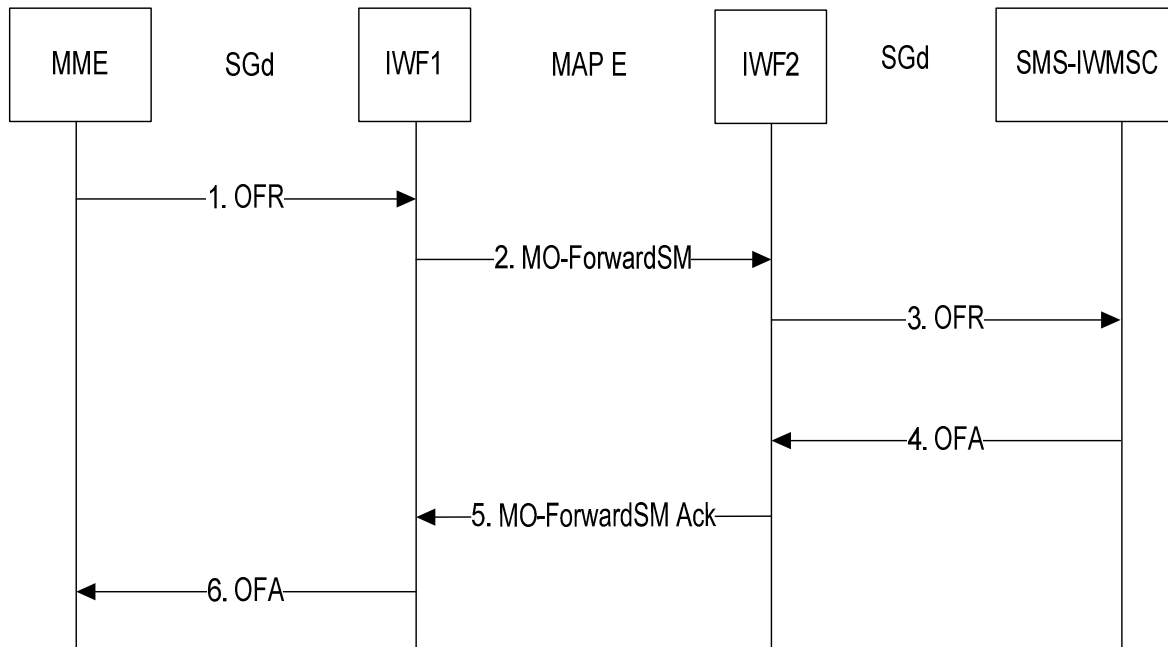 MME
SGd
IWF1
MAP E
IWF2
SGd
SMS-IWMSC
1. OFR
2. MO-ForwardSM
3. OFR
4. OFA
5. MO-ForwardSM Ack
6. OFA